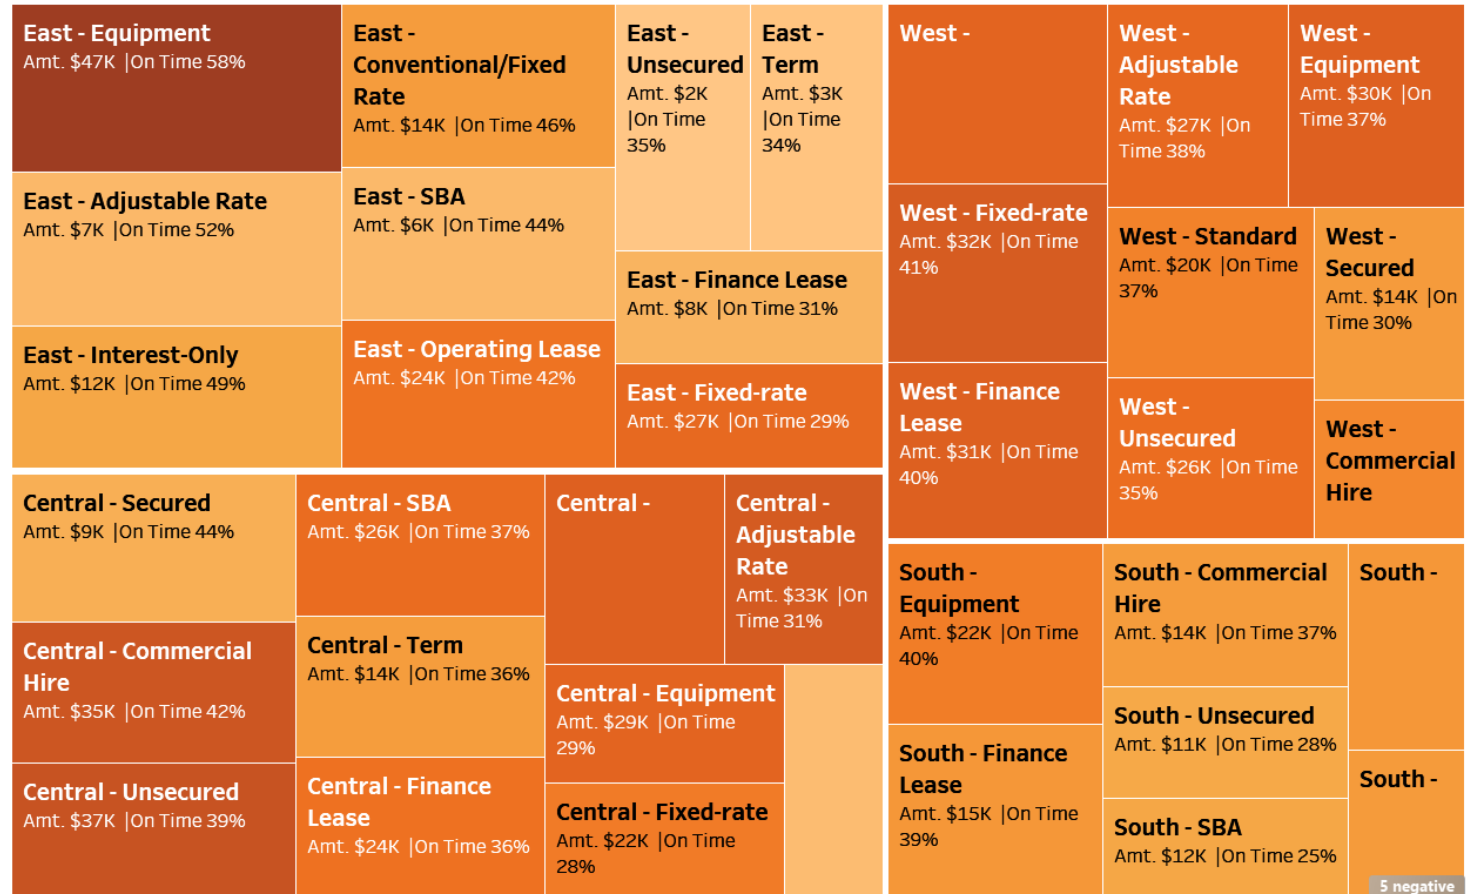 East - Equipment
Amt. $47K |On Time 58%
East - Adjustable Rate
Amt. $7K |On Time 52%
East - Interest-Only
Amt. $12K |On Time 49%
East -
Conventional/Fixed
Rate
Amt. $14K |On Time 46%
East - SBA
Amt. $6K |On Time 44%
East - Operating Lease
Amt. $24K |On Time 42%
East -
Unsecured
Amt. $2K
|On Time
35%
East -
Term
Amt. $3K
|On Time
34%
East - Finance Lease
Amt. $8K |On Time 31%
East - Fixed-rate
Amt. $27K |On Time 29%
West -
West - Fixed-rate
Amt. $32K |On Time
41%
West - Finance
Lease
Amt. $31K |On Time
40%
West -
Adjustable
Rate
Amt. $27K |On
Time 38%
West -
Equipment
Amt. $30K |On
Time 37%
West - Standard
Amt. $20K |On Time
37%
West -
Unsecured
Amt. $26K |On Time
35%
West -
Secured
Amt. $14K |On
Time 30%
West -
Commercial
Hire
Central - Secured
Amt. $9K |On Time 44%
Central - Commercial
Hire
Amt. $35K |On Time 42%
Central - Unsecured
Amt. $37K |On Time 39%
Central - SBA
Amt. $26K |On Time 37%
Central - Term
Amt. $14K |On Time 36%
Central - Finance
Lease
Amt. $24K |On Time 36%
Central -
Central -
Adjustable
Rate
Amt. $33K |On
Time 31%
Central - Equipment
Amt. $29K |On Time
29%
Central - Fixed-rate
Amt. $22K |On Time
28%
South -
Equipment
Amt. $22K |On Time
40%
South - Finance
Lease
Amt. $15K |On Time
39%
South - Commercial
Hire
Amt. $14K |On Time 37%
South - Unsecured
Amt. $11K |On Time 28%
South - SBA
Amt. $12K |On Time 25%
South -
South -
5 negative